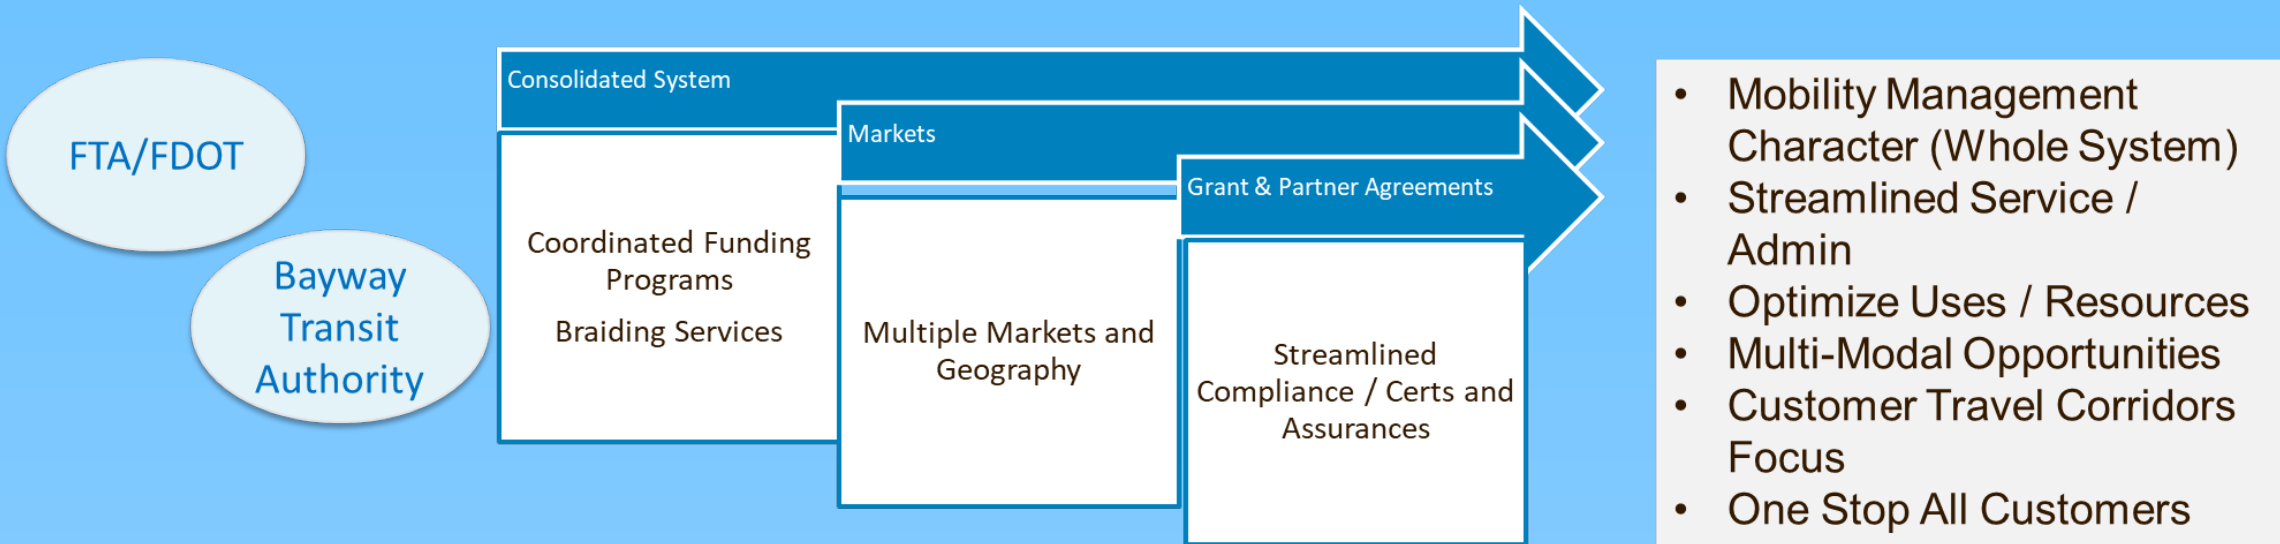 FTA/FDOT
Bayway
Transit
Authority
Consolidated System
Coordinated Funding
Programs
Braiding Services
Markets
Multiple Markets and
Geography
Grant & Partner Agreements
Streamlined
Compliance / Certs and
Assurances
• Mobility Management
Character (Whole System)
• Streamlined Service /
Admin
• Optimize Uses / Resources
• Multi-Modal Opportunities
• Customer Travel Corridors
Focus
• One Stop All Customers